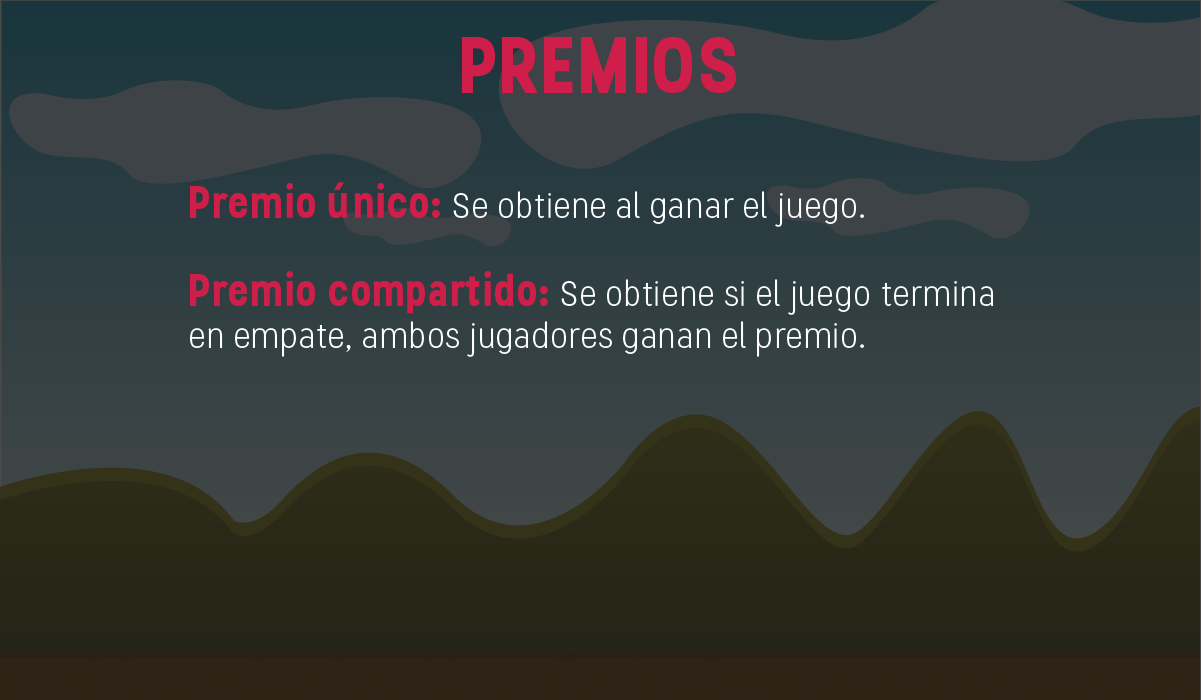 PREMIOS
Premio único: Se obtiene al ganar el juego.
Premio compartido: Se obtiene si el juego termina
en empate, ambos jugadores ganan el premio.